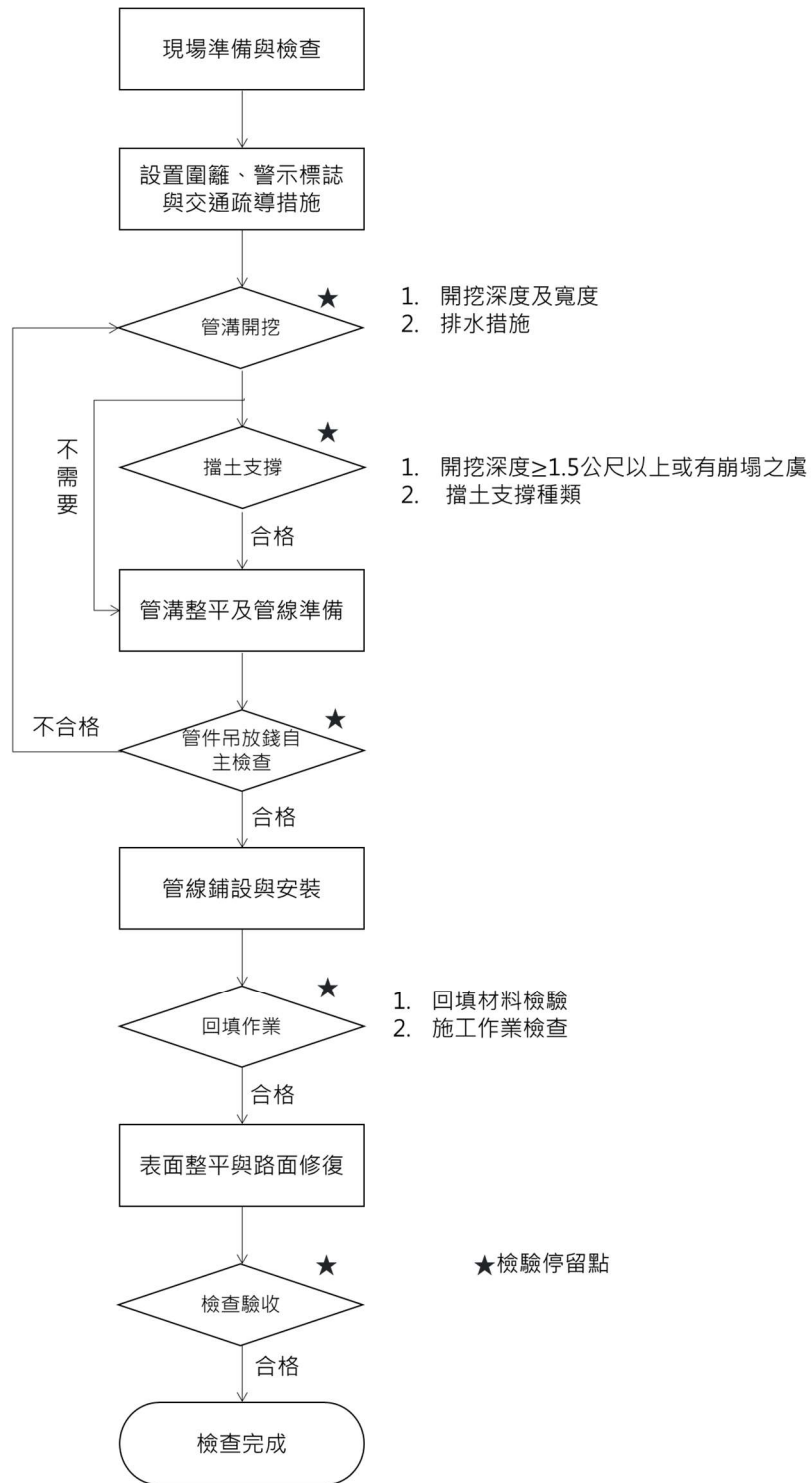 現場準備與檢查
設置圍籬、警示標誌
與交通疏導措施
★
管溝開挖
1. 開挖深度及寬度
2. 排水措施
不需要
★
擋土支撐
1. 開挖深度≥1.5公尺以上或有崩塌之虞
2. 擋土支撐種類
合格
管溝整平及管線準備
不合格
★
管件吊放錢自
主檢查
合格
管線鋪設與安裝
★
回填作業
1. 回填材料檢驗
2. 施工作業檢查
合格
表面整平與路面修復
★
檢查驗收
★檢驗停留點
合格
檢查完成